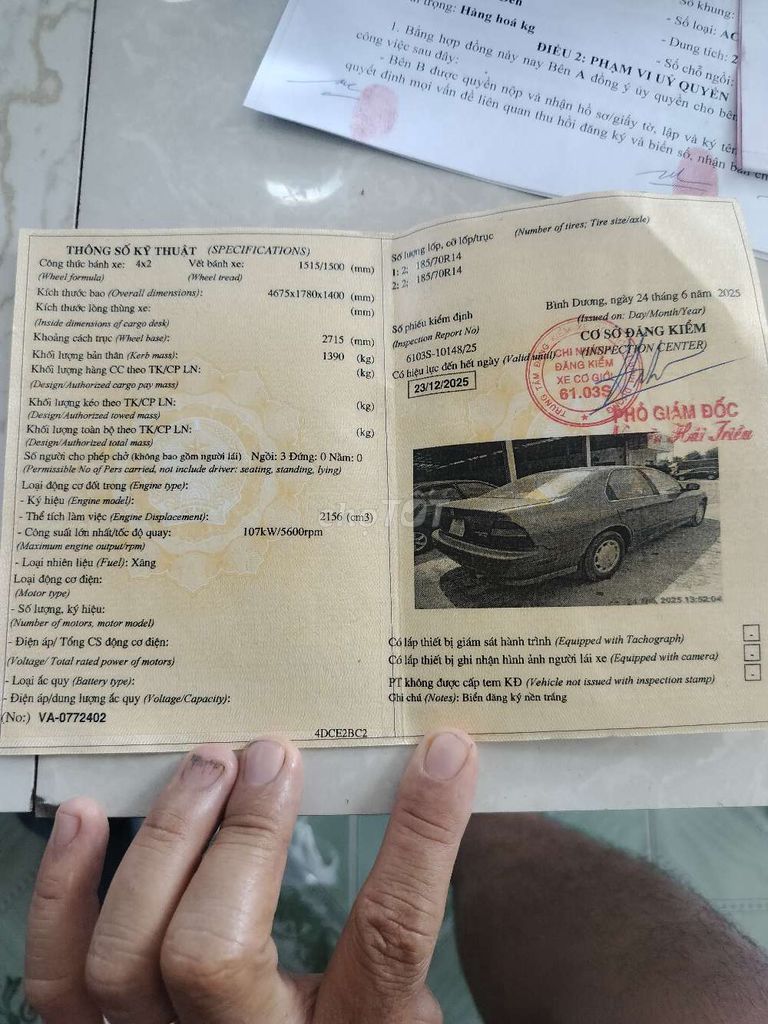 trọng: Hàng hoá kg
Số khung:
- Số loại: AC
- Dung tích: 2
- Số chỗ ngồi:
ĐIỀU 2: PHẠM VI UỶ QUYỀN
1. Bằng hợp đồng này này Bên A đồng ý ủy quyền cho bên
công việc sau đây:
- Bên B được quyền nộp và nhận hồ sơ/giấy tờ, lập và ký tên
quyết định mọi vấn đề liên quan thu hồi đăng ký và biển số, nhận
THÔNG SỐ KỸ THUẬT (SPECIFICATIONS)
Công thức bánh xe: 4x2 Vết bánh xe: 1515/1500 (mm)
(Wheel formula) (Wheel tread)
Kích thước bao (Overall dimensions): 4675x1780x1400 (mm)
Kích thước lòng thùng xe: (mm)
(Inside dimensions of cargo desk)
Khoảng cách trục (Wheel base): 2715 (mm)
Khối lượng bản thân (Kerb mass): 1390 (kg)
Khối lượng hàng CC theo TK/CP LN: (kg)
(Design/Authorized cargo pay mass)
Khối lượng kéo theo TK/CP LN: (kg)
(Design/Authorized towed mass)
Khối lượng toàn bộ theo TK/CP LN: (kg)
(Design/Authorized total mass)
Số người cho phép chở (không bao gồm người lái) Ngồi: 3 Đứng: 0 Nằm: 0
(Permissible No of Pers carried, not include driver: seating, standing, lying)
Loại động cơ đốt trong (Engine type):
- Ký hiệu (Engine model):
- Thể tích làm việc (Engine Displacement): 2156 (cm3)
- Công suất lớn nhất/tốc độ quay: 107kW/5600rpm
(Maximum engine output/rpm)
- Loại nhiên liệu (Fuel): Xăng
Loại động cơ điện:
(Motor type)
- Số lượng, ký hiệu:
(Number of motors, motor model)
- Điện áp/ Tổng CS động cơ điện:
(Voltage/ Total rated power of motors)
- Loại ắc quy (Battery type):
- Điện áp/dung lượng ắc quy (Voltage/Capacity):
(No:) VA-0772402
4DCE2BC2
Số lượng lốp, cỡ lốp/trục (Number of tires; Tire size/axle)
1: 2; 185/70R14
2: 2; 185/70R14
Bình Dương, ngày 24 tháng 6 năm 2025
(Issued on: Day/Month/Year)
Số phiếu kiểm định
(Inspection Report No)
CƠ SỞ ĐĂNG KIỂM
(INSPECTION CENTER)
6103S-10148/25
Có hiệu lực đến hết ngày (Valid until)
23/12/2025
CHI NHÁNH
ĐĂNG KIỂM
XE CƠ GIỚI
61.03S
TRUNG TÂM ĐĂNG
PHÓ GIÁM ĐỐC
Hải Triều
TỐT
2025 13:52:04
Có lắp thiết bị giám sát hành trình (Equipped with Tachograph) -
Có lắp thiết bị ghi nhận hình ảnh người lái xe (Equipped with camera) -
PT không được cấp tem KĐ (Vehicle not issued with inspection stamp) -
Ghi chú (Notes): Biển đăng ký nền trắng